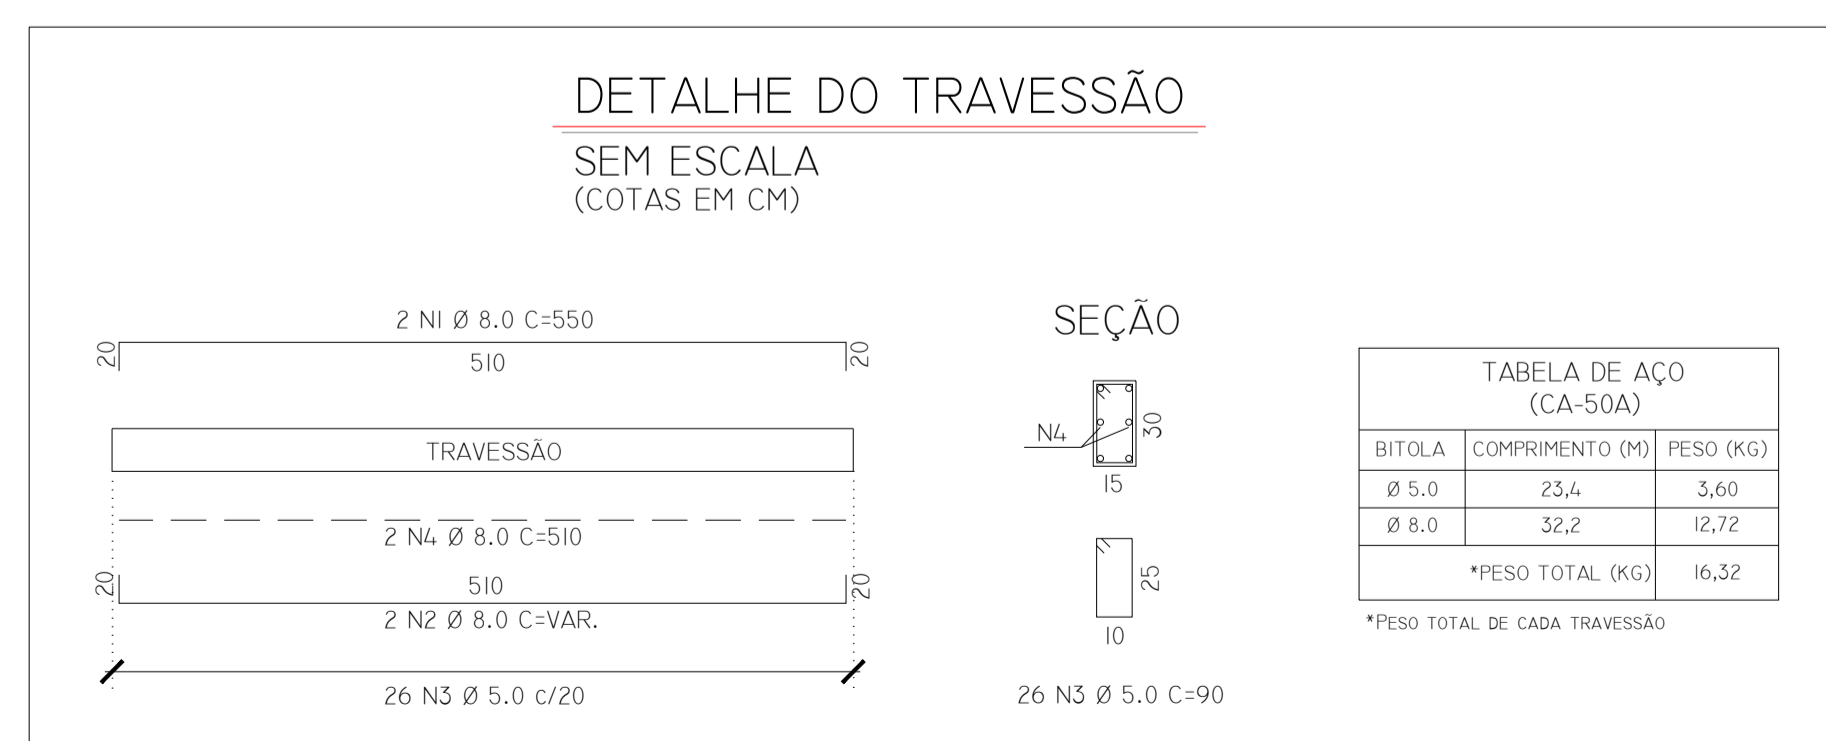 DETALHE DO TRAVESSÃO
SEM ESCALA
(COTAS EM CM)
2 N1 Ø 8.0 C=550
20
510
20
TRAVESSÃO
2 N4 Ø 8.0 C=510
20
510
20
2 N2 Ø 8.0 C=VAR.
26 N3 Ø 5.0 c/20
SEÇÃO
N4
30
15
25
10
26 N3 Ø 5.0 C=90
TABELA DE AÇO
(CA-50A)
BITOLA COMPRIMENTO (M) PESO (KG)
Ø 5.0 23,4 3,60
Ø 8.0 32,2 12,72
*PESO TOTAL (KG) 16,32
*PESO TOTAL DE CADA TRAVESSÃO